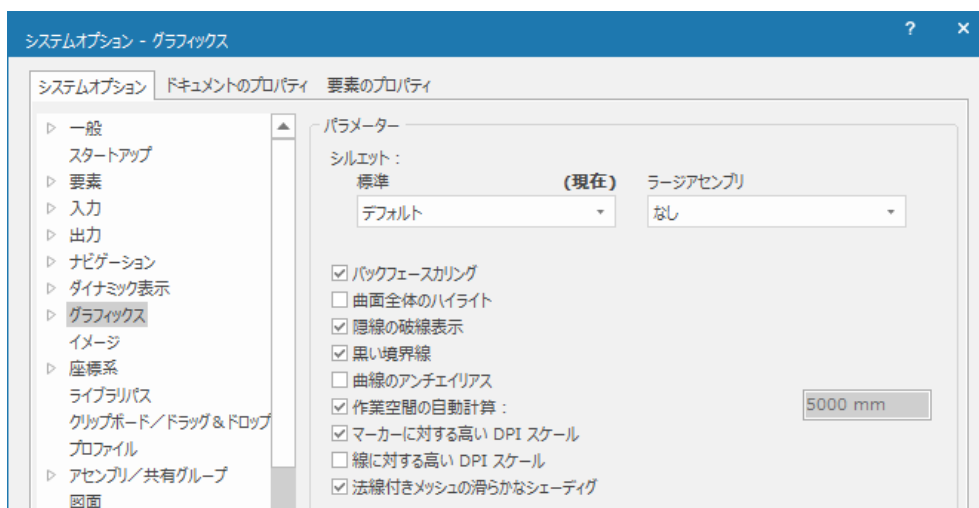 システムオプション - グラフィックス
? ×
システムオプション ドキュメントのプロパティ 要素のプロパティ
一般
スタートアップ
要素
入力
出力
ナビゲーション
ダイナミック表示
グラフィックス
イメージ
座標系
ライブラリパス
クリップボード／ドラッグ＆ドロップ
プロファイル
アセンブリ／共有グループ
図面
パラメーター
シルエット：
標準 (現在) ラージアセンブリ
デフォルト なし
バックフェースカリング
曲面全体のハイライト
隠線の破線表示
黒い境界線
曲線のアンチエイリアス
作業空間の自動計算： 5000 mm
マーカーに対する高い DPI スケール
線に対する高い DPI スケール
法線付きメッシュの滑らかなシェーディグ